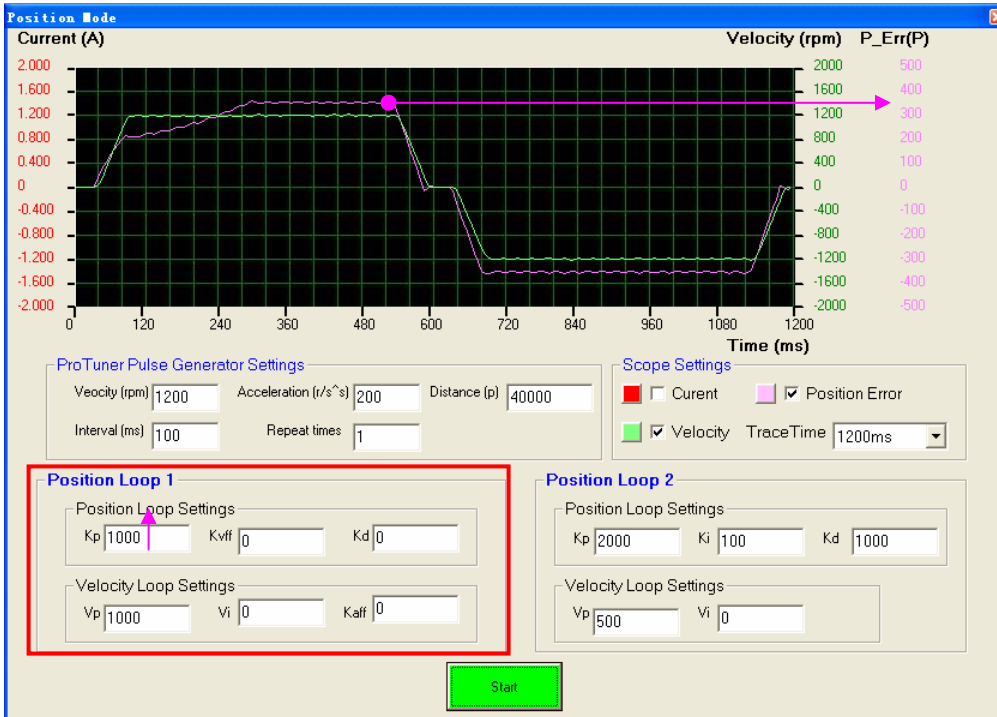 Position Mode
Current (A) Velocity (rpm) P_Err(P)
2.000 2000 500
1.600 1600 400
1.200 1200 300
0.800 800 200
0.400 400 100
0 0 0
-0.400 -400 -100
-0.800 -800 -200
-1.200 -1200 -300
-1.600 -1600 -400
-2.000 -2000 -500
0 120 240 360 480 600 720 840 960 1080 1200
Time (ms)
ProTuner Pulse Generator Settings
Veocity (rpm) 1200 Acceleration (r/s^s) 200 Distance (p) 40000
Interval (ms) 100 Repeat times 1
Scope Settings
Curent Position Error
Velocity TraceTime 1200ms
Position Loop 1
Position Loop Settings
Kp 1000 Kvff 0 Kd 0
Velocity Loop Settings
Vp 1000 Vi 0 Kaff 0
Position Loop 2
Position Loop Settings
Kp 2000 Ki 100 Kd 1000
Velocity Loop Settings
Vp 500 Vi 0
Start